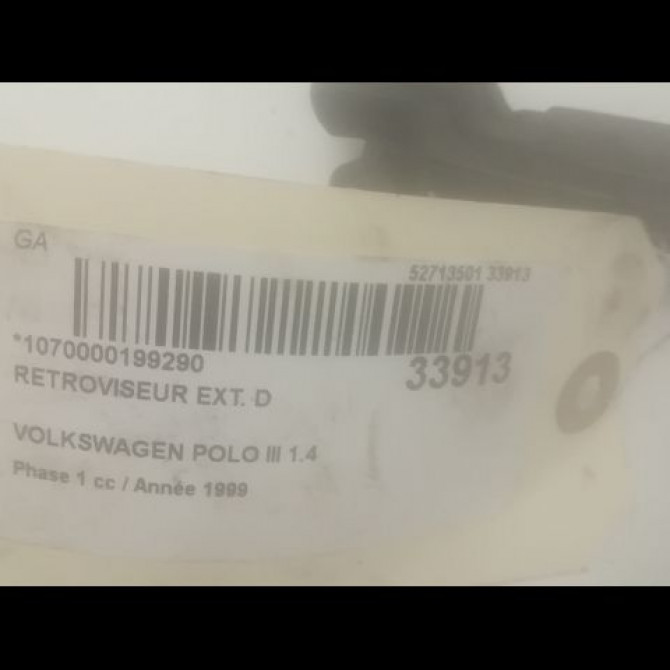 GA
52713501 33913
*1070000199290
33913
RETROVISEUR EXT. D
VOLKSWAGEN POLO III 1.4
Phase 1 cc / Année 1999